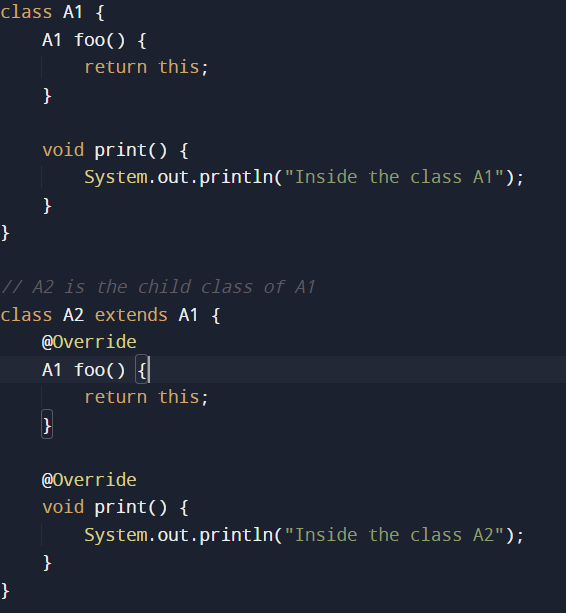 class A1 {
    A1 foo() {
        return this;
    }

    void print() {
        System.out.println("Inside the class A1");
    }
}

// A2 is the child class of A1
class A2 extends A1 {
    @Override
    A1 foo() {
        return this;
    }

    @Override
    void print() {
        System.out.println("Inside the class A2");
    }
}